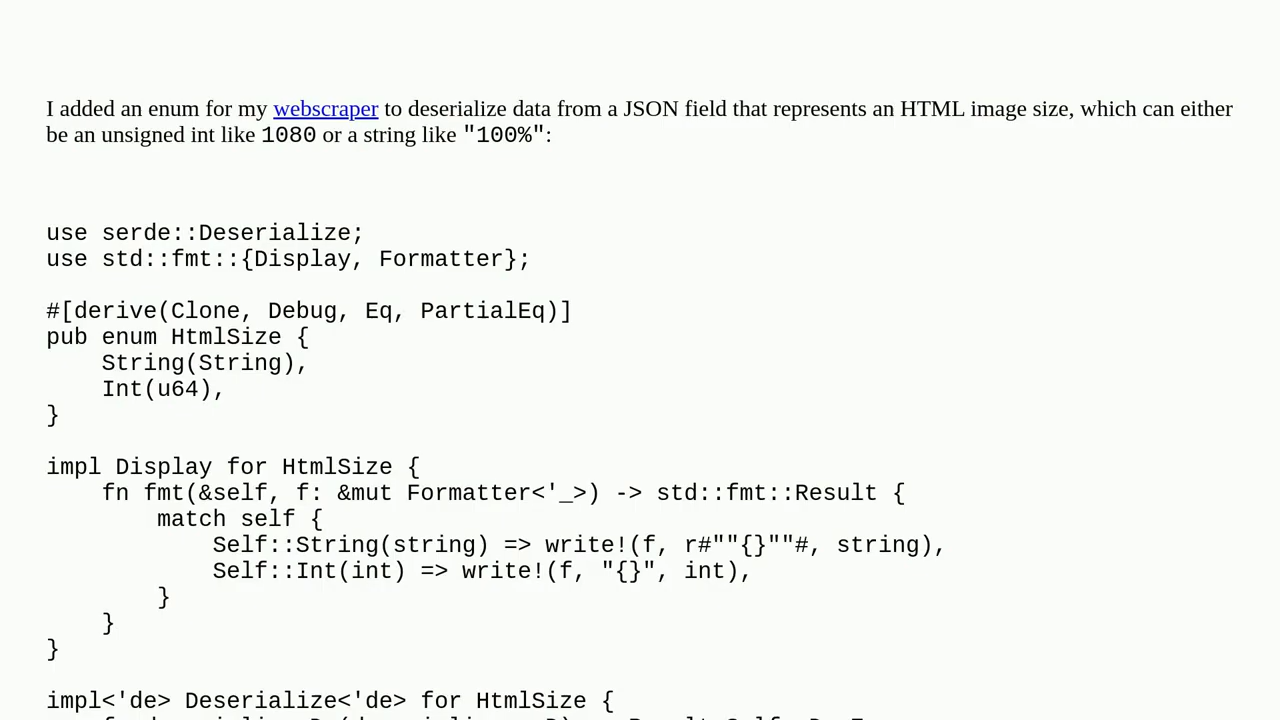 I added an enum for my webscraper to deserialize data from a JSON field that represents an HTML image size, which can either
be an unsigned int like 1080 or a string like "100%":
use serde::Deserialize;
use std::fmt::{Display, Formatter};
#[derive(Clone, Debug, Eq, PartialEq)]
pub enum HtmlSize {
    String(String),
    Int(u64),
}
impl Display for HtmlSize {
    fn fmt(&self, f: &mut Formatter<'_>) -> std::fmt::Result {
        match self {
            Self::String(string) => write!(f, r#""{}""#, string),
            Self::Int(int) => write!(f, "{}", int),
        }
    }
}
impl<'de> Deserialize<'de> for HtmlSize {